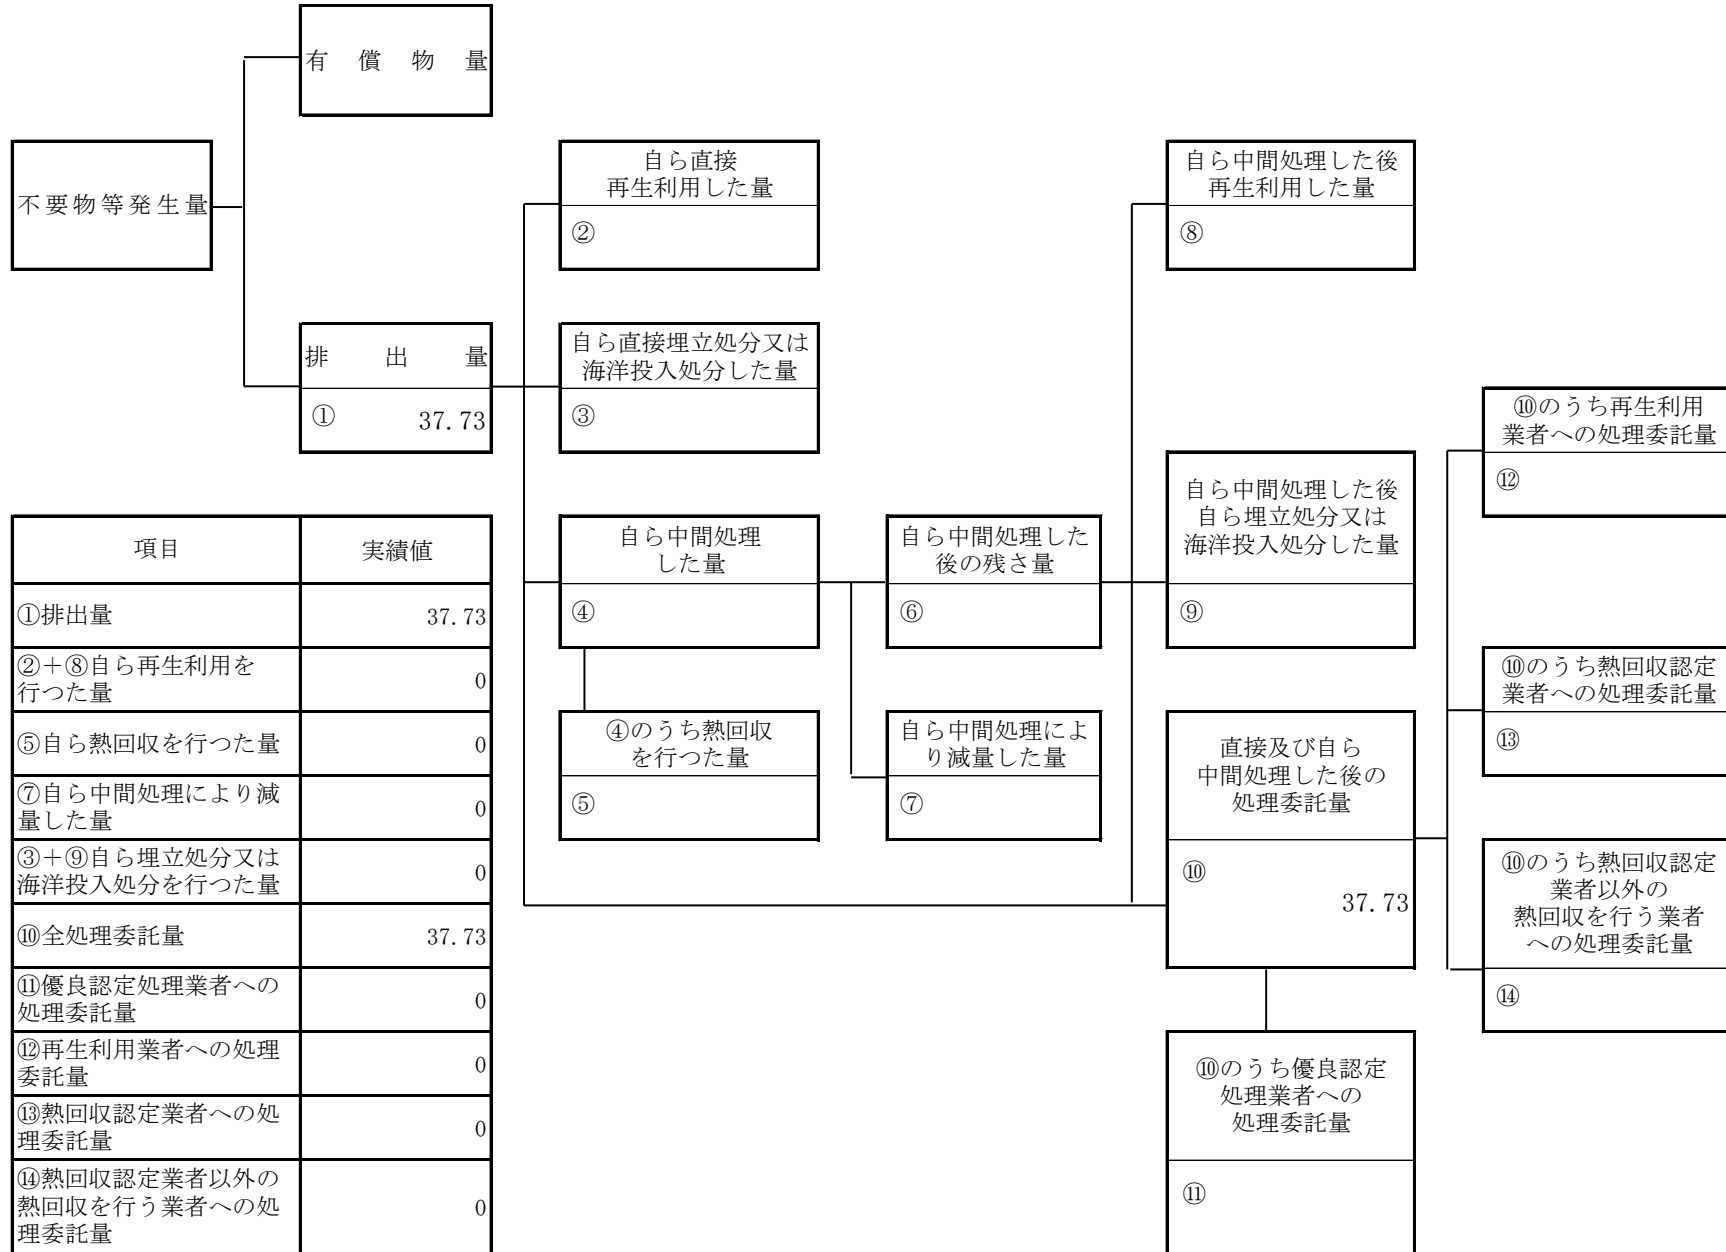 有償物量
不要物等発生量
自ら直接
再生利用した量
②
自ら中間処理した後
再生利用した量
⑧
排出量
① 37.73
自ら直接埋立処分又は
海洋投入処分した量
③
⑩のうち再生利用
業者への処理委託量
⑫
自ら中間処理した後
自ら埋立処分又は
海洋投入処分した量
⑨
自ら中間処理
した量
④
自ら中間処理した
後の残さ量
⑥
⑩のうち熱回収認定
業者への処理委託量
⑬
④のうち熱回収
を行つた量
⑤
自ら中間処理によ
り減量した量
⑦
直接及び自ら
中間処理した後の
処理委託量
⑩
37.73
⑩のうち熱回収認定
業者以外の
熱回収を行う業者
への処理委託量
⑭
⑩のうち優良認定
処理業者への
処理委託量
⑪
項目 実績値
①排出量 37.73
②＋⑧自ら再生利用を
行つた量 0
⑤自ら熱回収を行つた量 0
⑦自ら中間処理により減
量した量 0
③＋⑨自ら埋立処分又は
海洋投入処分を行つた量 0
⑩全処理委託量 37.73
⑪優良認定処理業者への
処理委託量 0
⑫再生利用業者への処理
委託量 0
⑬熱回収認定業者への処
理委託量 0
⑭熱回収認定業者以外の
熱回収を行う業者への処
理委託量 0